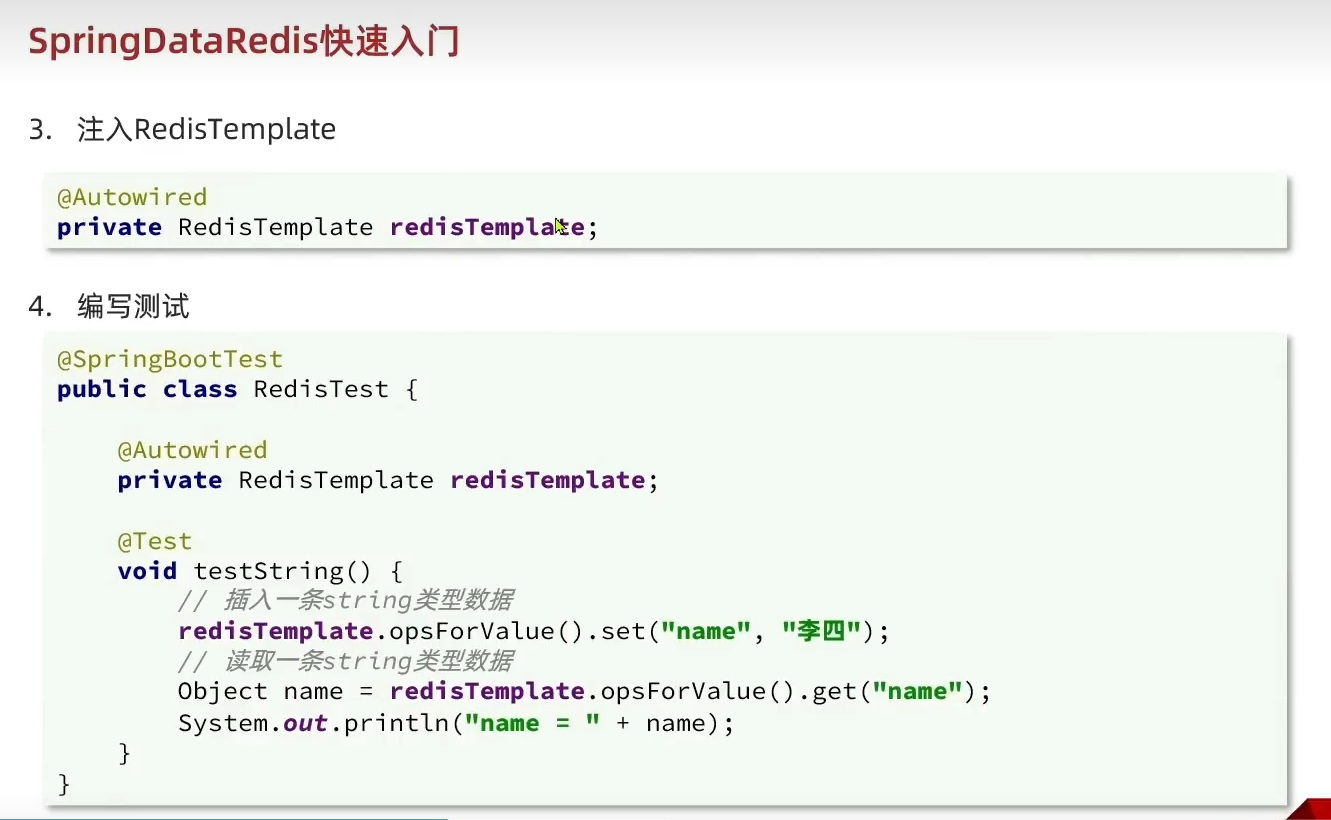 SpringDataRedis快速入门
3. 注入RedisTemplate
@Autowired
private RedisTemplate redisTemplate;
4. 编写测试
@SpringBootTest
public class RedisTest {
@Autowired
private RedisTemplate redisTemplate;
@Test
void testString() {
// 插入一条string类型数据
redisTemplate.opsForValue().set("name", "李四");
// 读取一条string类型数据
Object name = redisTemplate.opsForValue().get("name");
System.out.println("name = " + name);
}
}